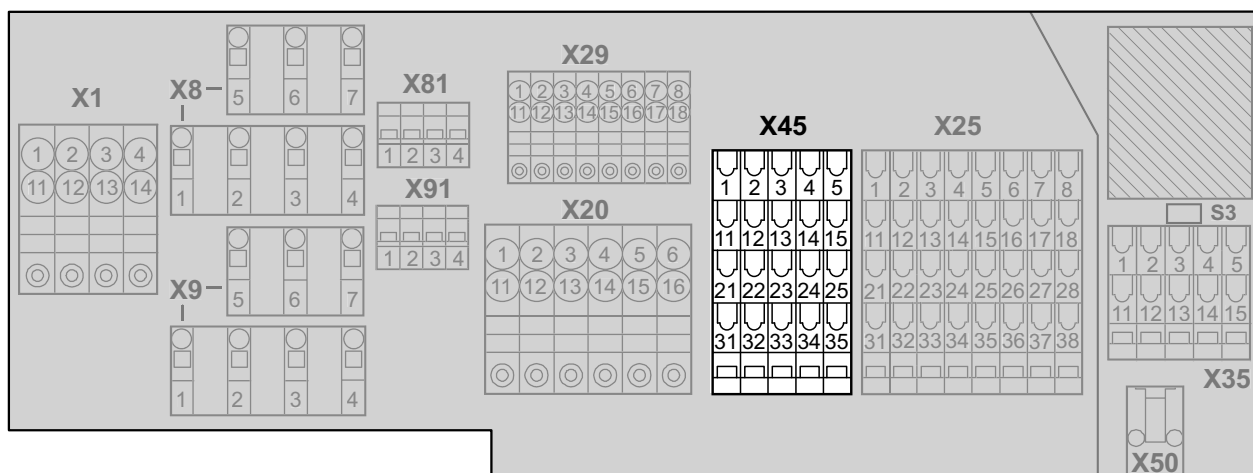 X1
1 2 3 4
11 12 13 14
X8
5 6 7
1 2 3 4
X9
5 6 7
1 2 3 4
X81
1 2 3 4
X91
1 2 3 4
X29
1 2 3 4 5 6 7 8
11 12 13 14 15 16 17 18
X20
1 2 3 4 5 6
11 12 13 14 15 16
X45
1 2 3 4 5
11 12 13 14 15
21 22 23 24 25
31 32 33 34 35
X25
1 2 3 4 5 6 7 8
11 12 13 14 15 16 17 18
21 22 23 24 25 26 27 28
31 32 33 34 35 36 37 38
S3
1 2 3 4 5
11 12 13 14 15
X35
X50